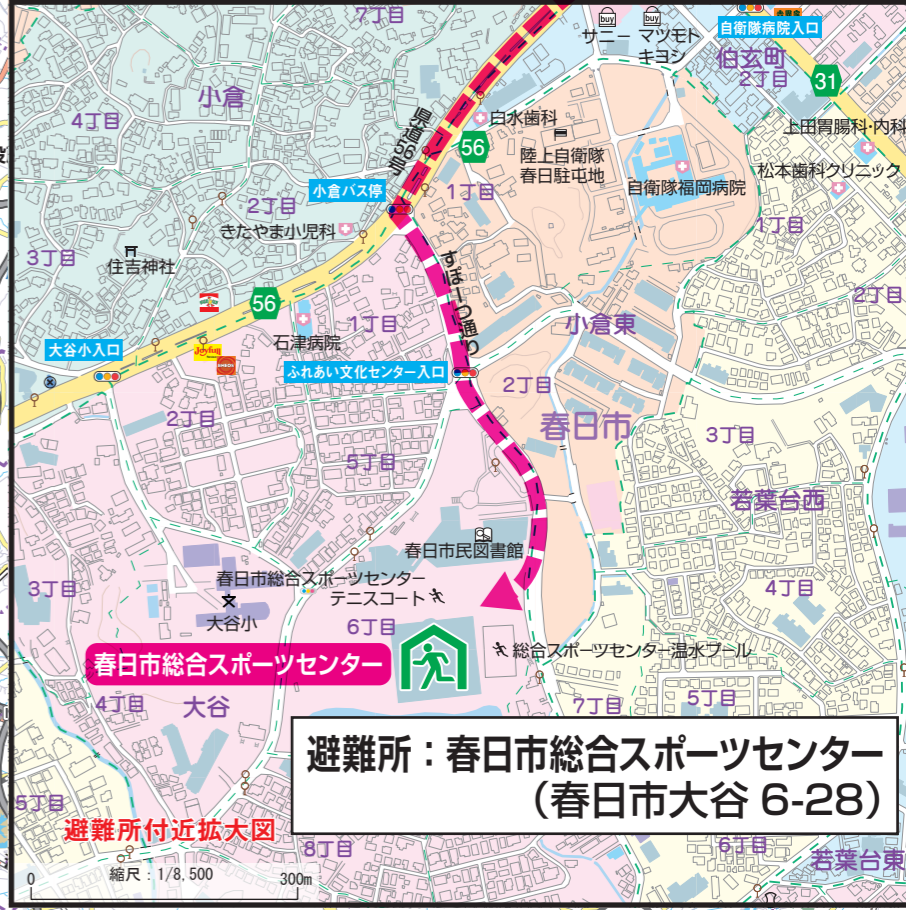 7丁目
サニー
マツモト
キヨシ
自衛隊病院入口
伯玄町
2丁目
31
小倉
4丁目
県道56号
白水歯科
56
陸上自衛隊
春日駐屯地
自衛隊福岡病院
上田胃腸科・内科
松本歯科クリニック
小倉バス停
1丁目
2丁目
きたやま小児科
1丁目
3丁目
住吉神社
すぽーつ通り
56
2丁目
1丁目
石津病院
小倉東
大谷小入口
Joyfull
ふれあい文化センター入口
2丁目
春日市
2丁目
3丁目
5丁目
若葉台西
春日市民図書館
3丁目
春日市総合スポーツセンター
テニスコート
4丁目
大谷小
6丁目
春日市総合スポーツセンター
総合スポーツセンター温水プール
4丁目
大谷
7丁目
5丁目
避難所：春日市総合スポーツセンター
（春日市大谷 6-28）
5丁目
避難所付近拡大図
8丁目
6丁目
若葉台東
縮尺：1/8,500
0
300m